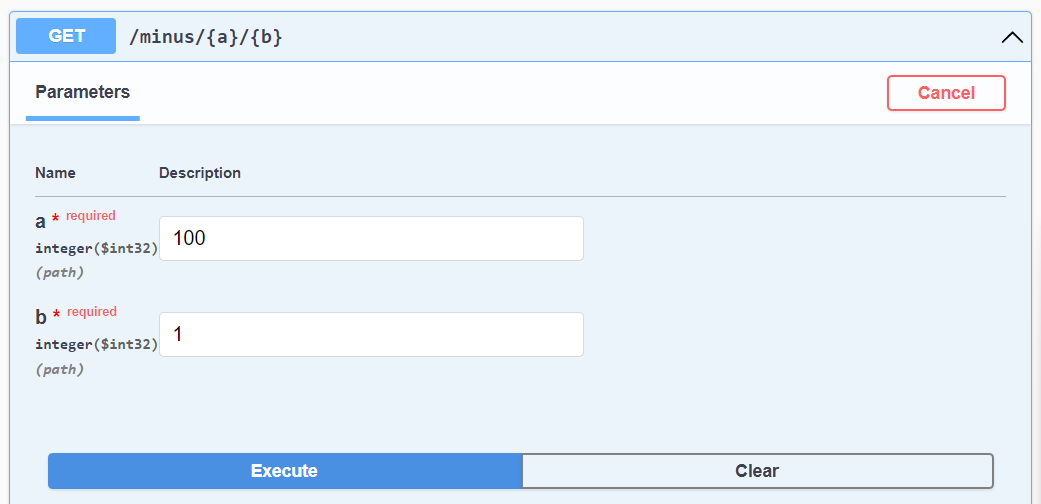 GET /minus/{a}/{b}
Parameters Cancel
Name Description
a * required
integer($int32)
(path)
100
b * required
integer($int32)
(path)
1
Execute Clear